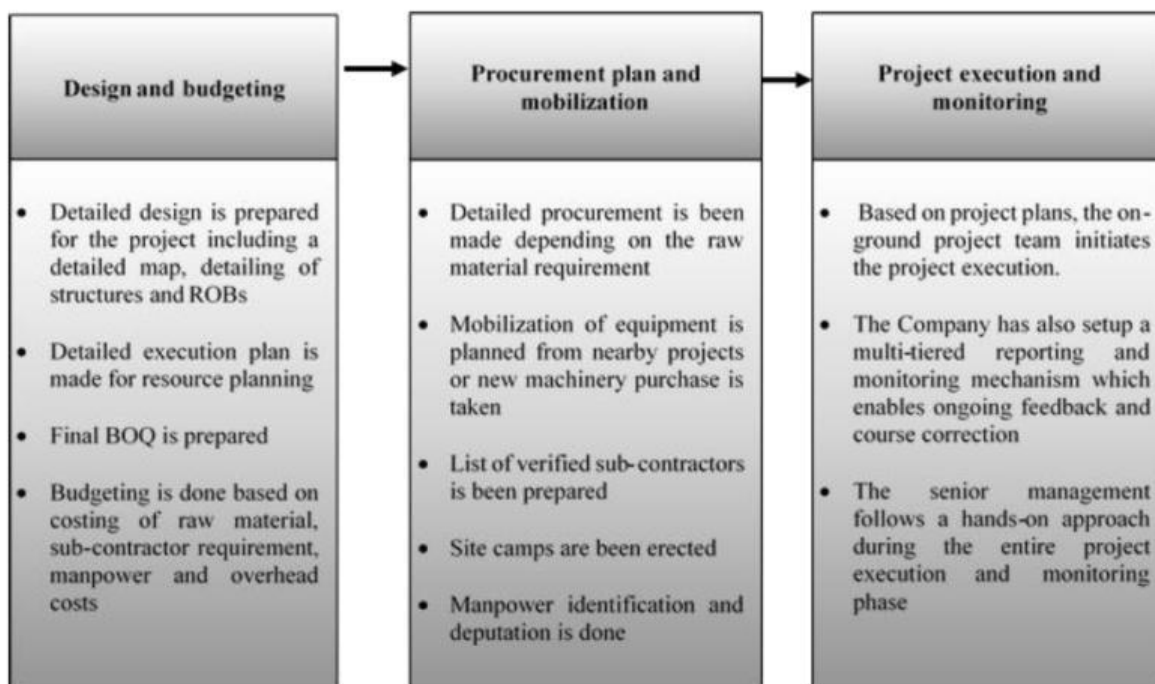 Design and budgeting
• Detailed design is prepared
for the project including a
detailed map, detailing of
structures and ROBs
• Detailed execution plan is
made for resource planning
• Final BOQ is prepared
• Budgeting is done based on
costing of raw material,
sub-contractor requirement,
manpower and overhead
costs
Procurement plan and
mobilization
• Detailed procurement is been
made depending on the raw
material requirement
• Mobilization of equipment is
planned from nearby projects
or new machinery purchase is
taken
• List of verified sub-contractors
is been prepared
• Site camps are been erected
• Manpower identification and
deputation is done
Project execution and
monitoring
• Based on project plans, the on-
ground project team initiates
the project execution.
• The Company has also setup a
multi-tiered reporting and
monitoring mechanism which
enables ongoing feedback and
course correction
• The senior management
follows a hands-on approach
during the entire project
execution and monitoring
phase